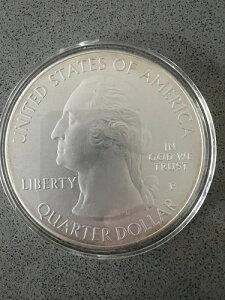 UNITED STATES OF AMERICA
LIBERTY
IN
GOD WE
TRUST
P
QUARTER DOLLAR